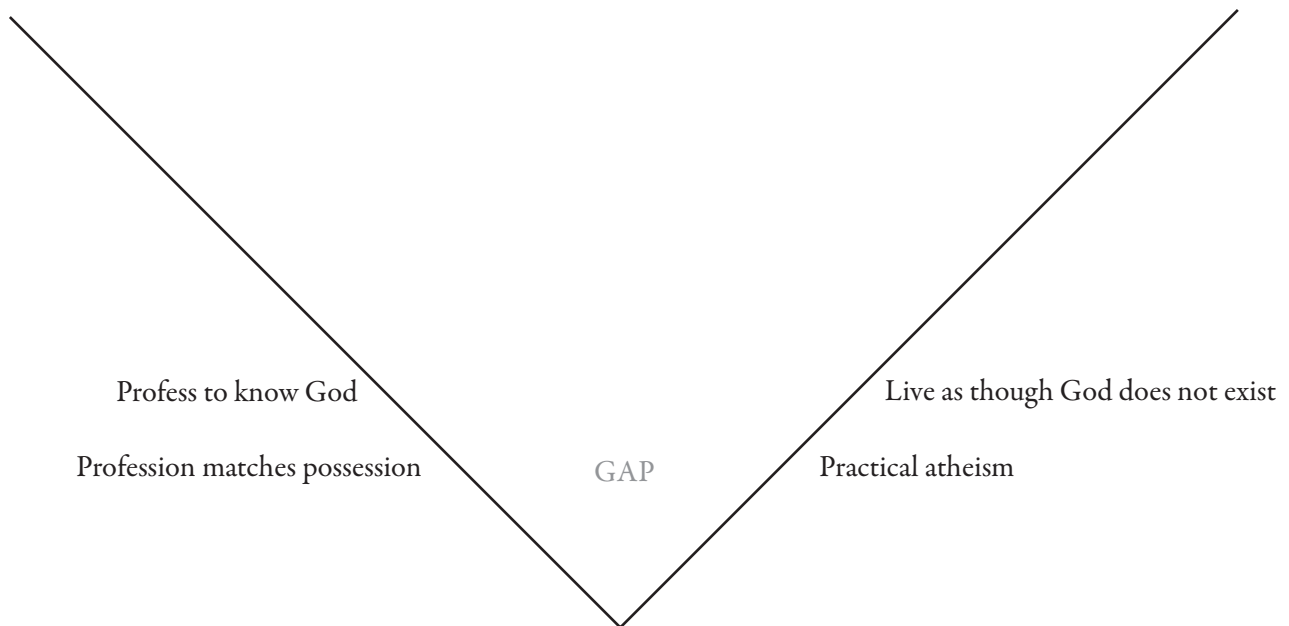 Profess to know God
Live as though God does not exist
Profession matches possession
GAP
Practical atheism